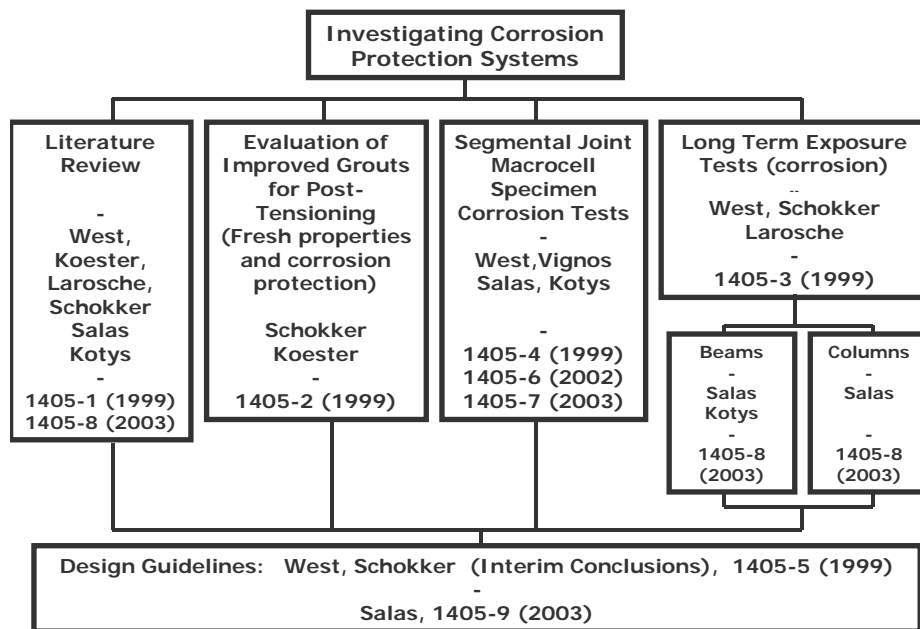 Investigating Corrosion
Protection Systems
Literature
Review
-
West,
Koester,
Larosche,
Schokker
Salas
Kotys
-
1405-1 (1999)
1405-8 (2003)
Evaluation of
Improved Grouts
for Post-
Tensioning
(Fresh properties
and corrosion
protection)
Schokker
Koester
-
1405-2 (1999)
Segmental Joint
Macrocell
Specimen
Corrosion Tests
-
West,Vignos
Salas, Kotys
-
1405-4 (1999)
1405-6 (2002)
1405-7 (2003)
Long Term Exposure
Tests (corrosion)
--
West, Schokker
Larosche
-
1405-3 (1999)
Beams
-
Salas
Kotys
-
1405-8
(2003)
Columns
-
Salas
-
1405-8
(2003)
Design Guidelines: West, Schokker (Interim Conclusions), 1405-5 (1999)
-
Salas, 1405-9 (2003)